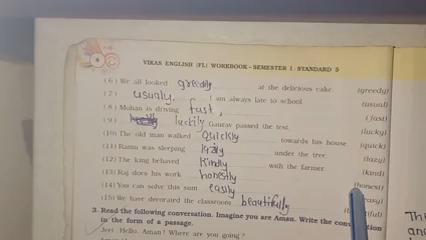 VIKAS ENGLISH (FL) WORKBOOK - SEMESTER 1 - STANDARD 5
(6) We all looked greedily at the delicious cake. (greedy)
(7) usualy. I am always late to school (usual)
(8) Mohan is driving fast, (fast)
(9) luckily Gaurav passed the test. (lucky)
(10) The old man walked Quickly towards his house (quick)
(11) Ramu was sleeping lazily under the tree. (lazy)
(12) The king behaved kindly with the farmer. (kind)
(13) Raj does his work honestly (honest)
(14) You can solve this sum easily (easy)
(15) We have decorated the classroom beautifully
3. Read the following conversation. Imagine you are Aman. Write the
in the form of a passage.
Jeet: Hello, Aman! Where are you going?